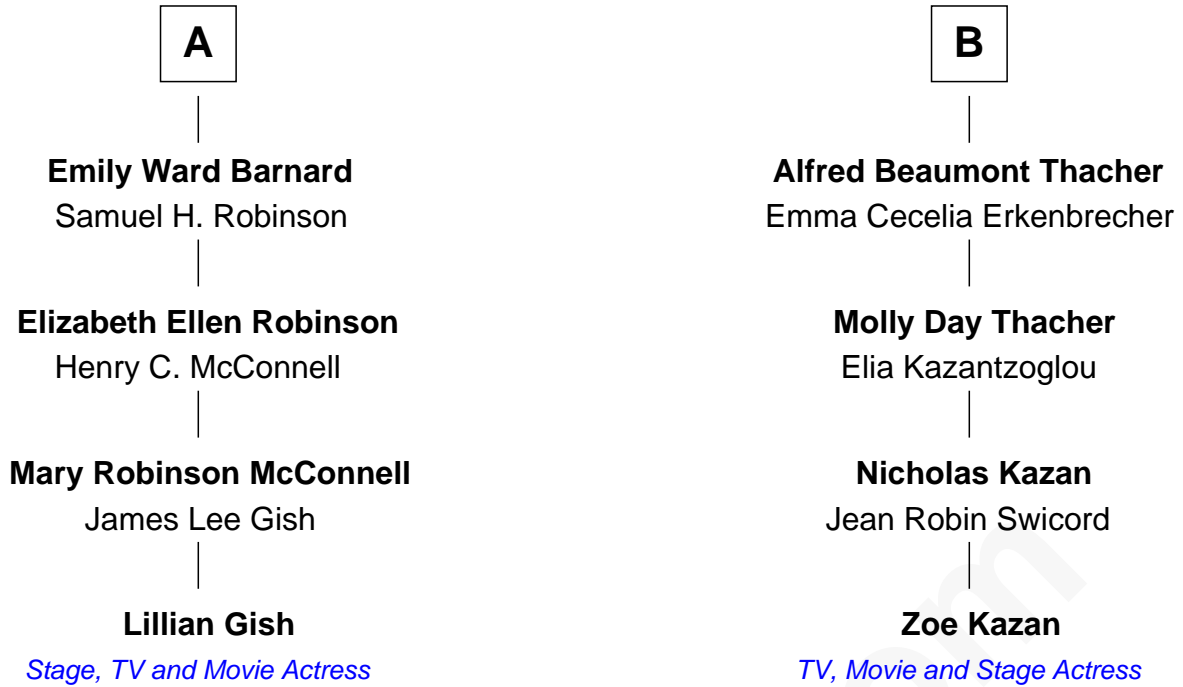 A
Emily Ward Barnard
Samuel H. Robinson
Elizabeth Ellen Robinson
Henry C. McConnell
Mary Robinson McConnell
James Lee Gish
Lillian Gish
Stage, TV and Movie Actress
B
Alfred Beaumont Thacher
Emma Cecelia Erkenbrecher
Molly Day Thacher
Elia Kazantzoglou
Nicholas Kazan
Jean Robin Swicord
Zoe Kazan
TV, Movie and Stage Actress